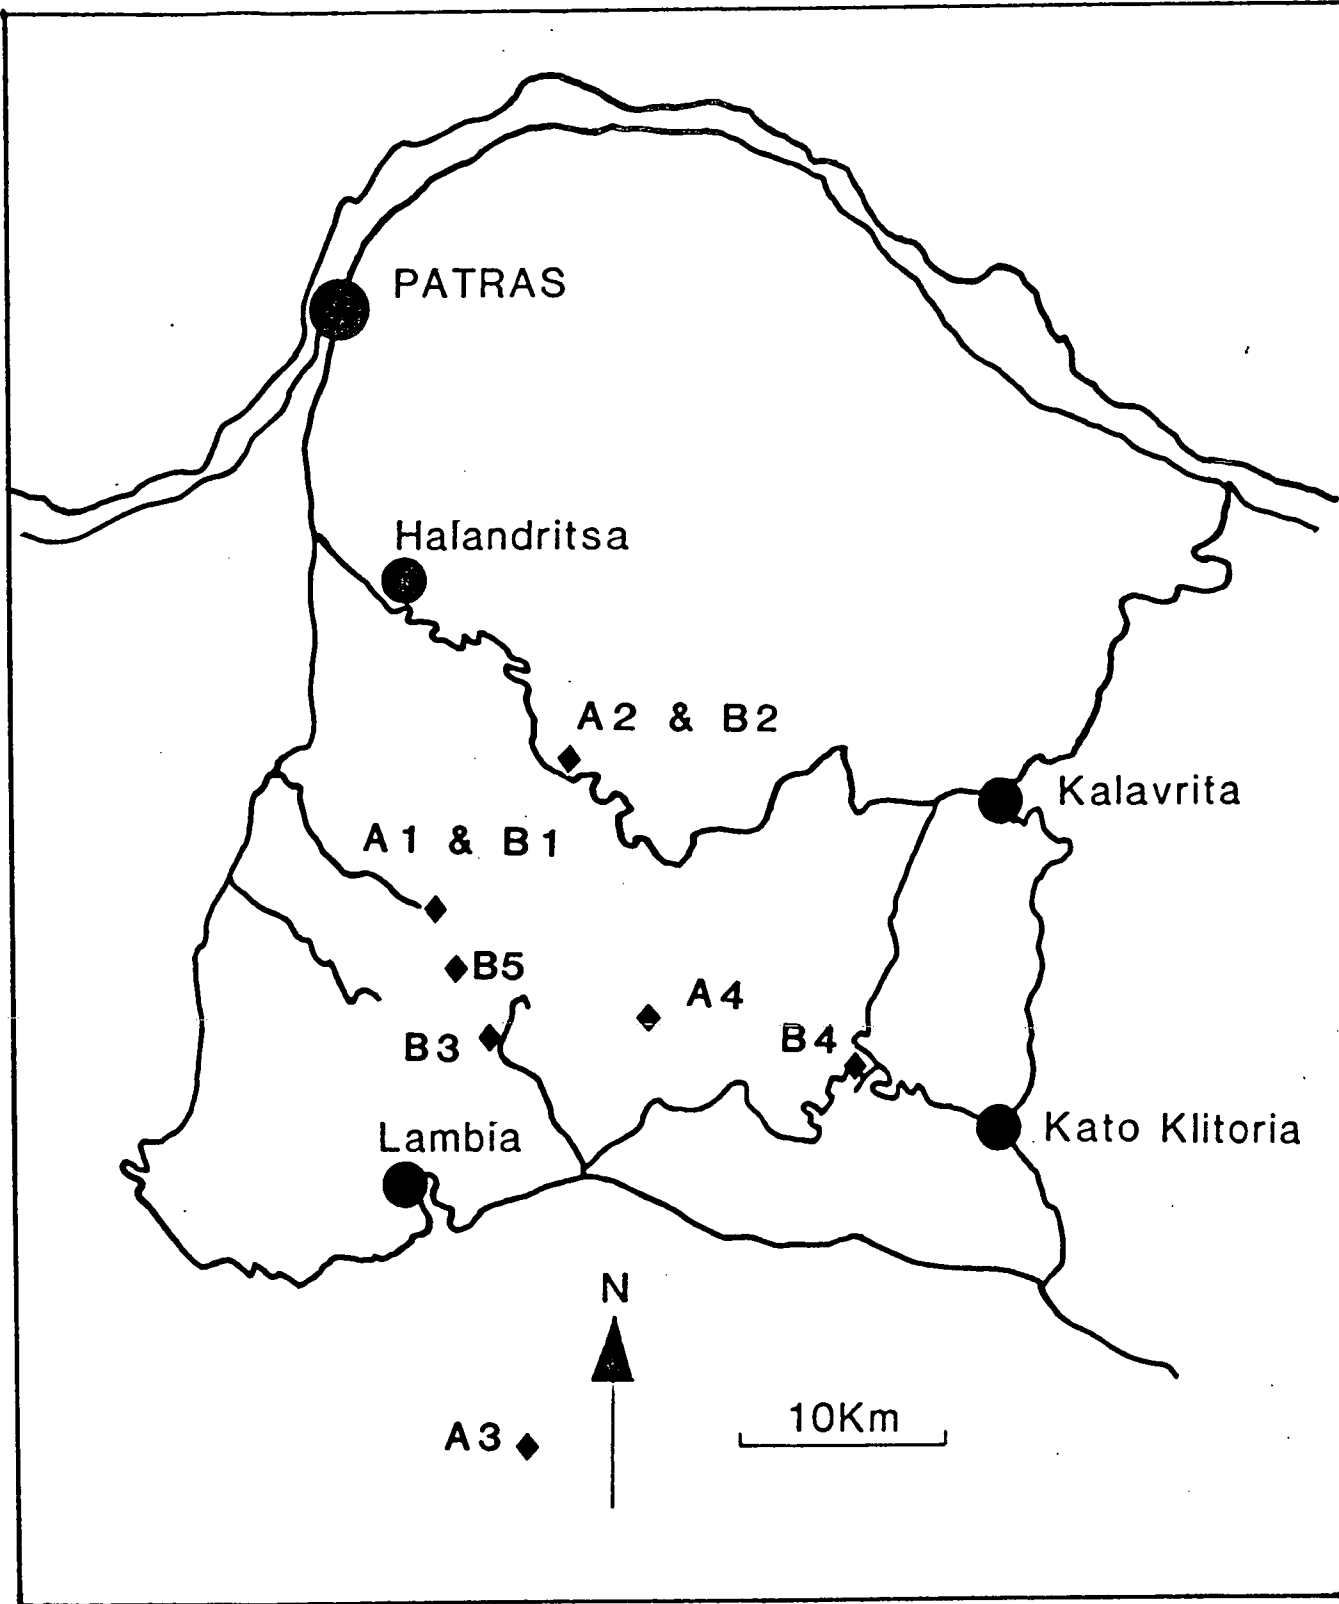 PATRAS
Halandritsa
A2 & B2
Kalavrita
A1 & B1
B5
A4
B3
B4
Lambia
Kato Klitoria
N
10Km
A3